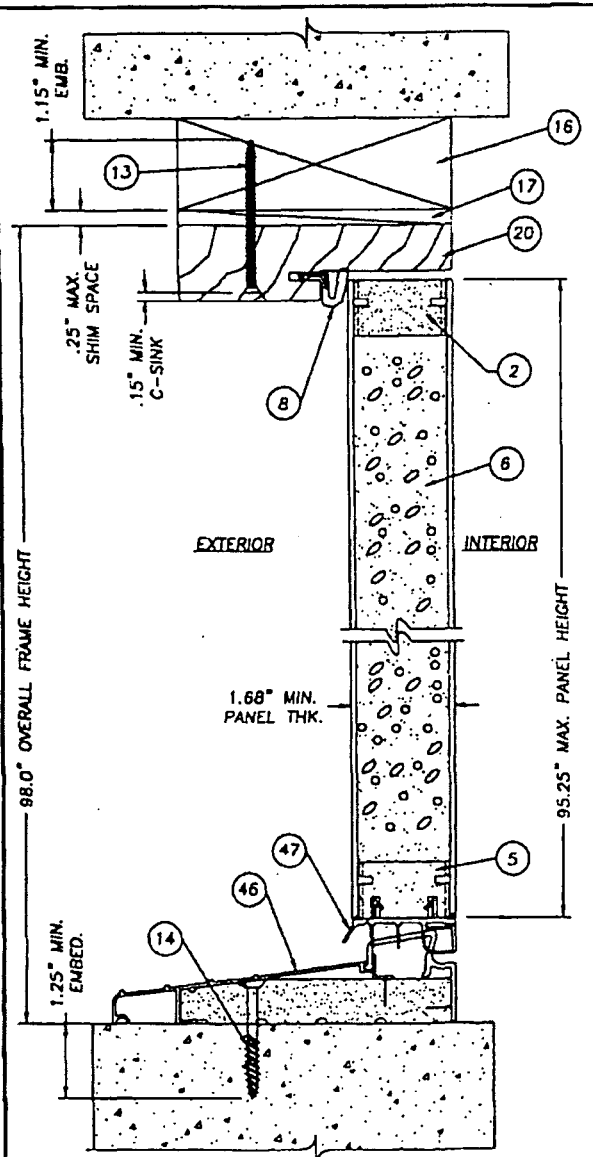 1.15" MIN.
EMB.
13
16
17
20
.25" MAX.
SHIM SPACE
.15" MIN.
C-SINK
8
2
6
EXTERIOR
INTERIOR
98.0" OVERALL FRAME HEIGHT
1.68" MIN.
PANEL THK.
95.25" MAX. PANEL HEIGHT
47
5
46
14
1.25" MIN.
EMBED.